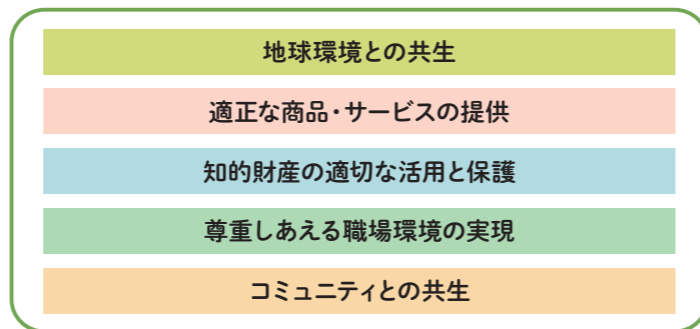 地球環境との共生
適正な商品・サービスの提供
知的財産の適切な活用と保護
尊重しあえる職場環境の実現
コミュニティとの共生